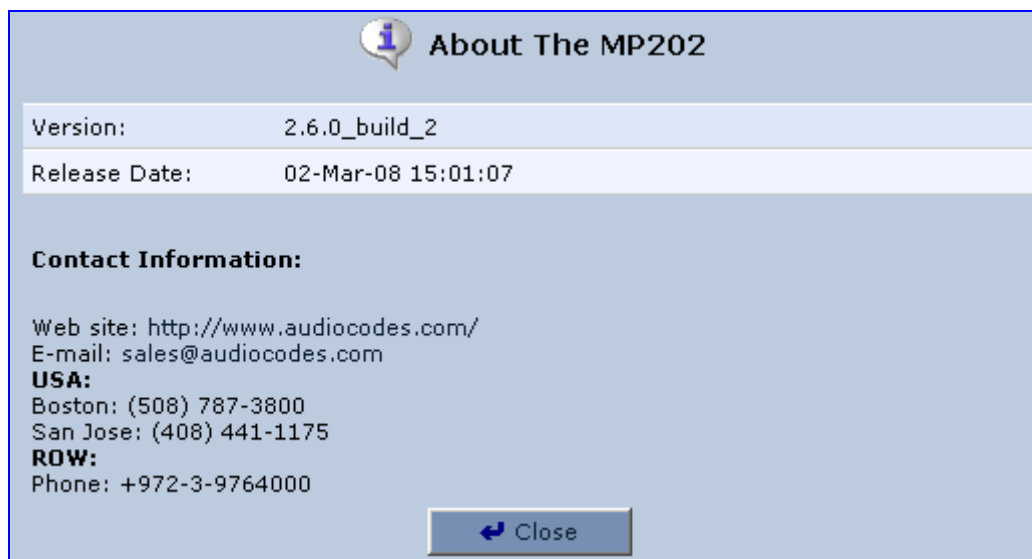 About The MP202
Version: 2.6.0_build_2
Release Date: 02-Mar-08 15:01:07
Contact Information:
Web site: http://www.audiocodes.com/
E-mail: sales@audiocodes.com
USA:
Boston: (508) 787-3800
San Jose: (408) 441-1175
ROW:
Phone: +972-3-9764000
Close